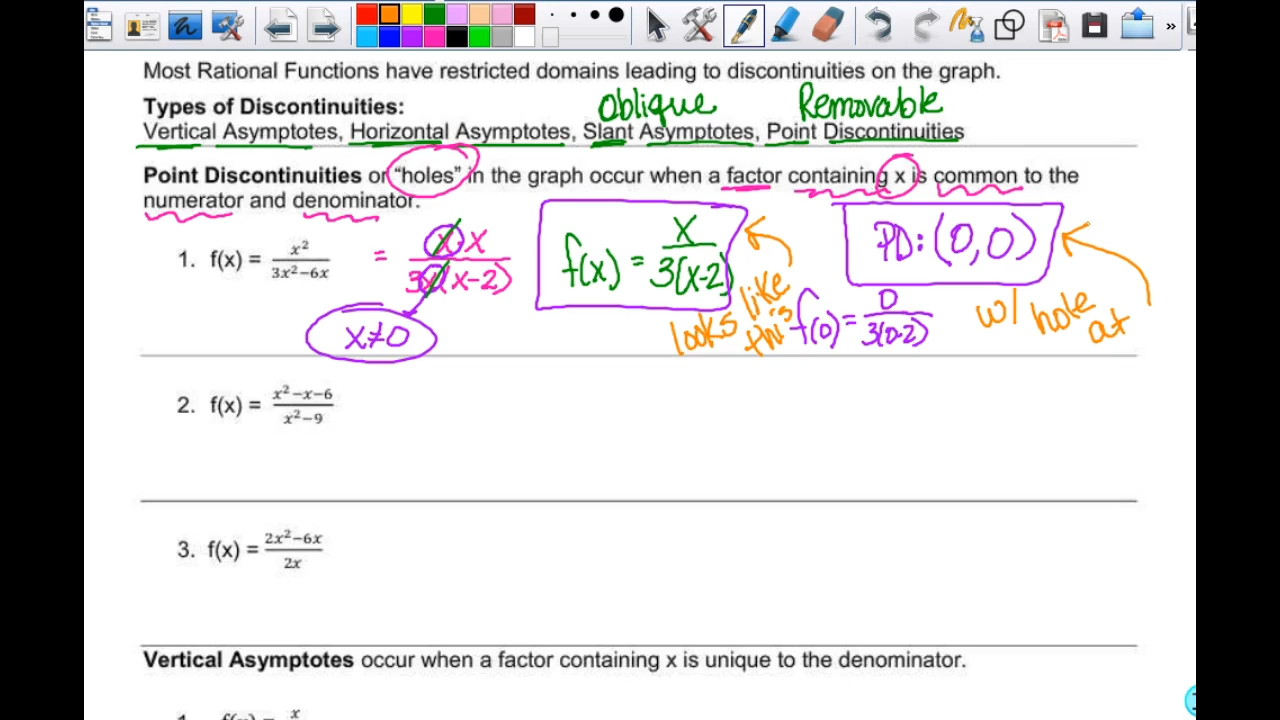 Most Rational Functions have restricted domains leading to discontinuities on the graph.
Types of Discontinuities: Oblique Removable
Vertical Asymptotes, Horizontal Asymptotes, Slant Asymptotes, Point Discontinuities
Point Discontinuities or "holes" in the graph occur when a factor containing x is common to the
numerator and denominator.
1. f(x) = x²/(3x²−6x) = x·x/(3x(x−2)) f(x) = x/(3(x−2)) PD: (0,0)
x≠0 looks like this f(0) = 0/(3(0-2)) w/ hole at
2. f(x) = (x²−x−6)/(x²−9)
3. f(x) = (2x²−6x)/(2x)
Vertical Asymptotes occur when a factor containing x is unique to the denominator.